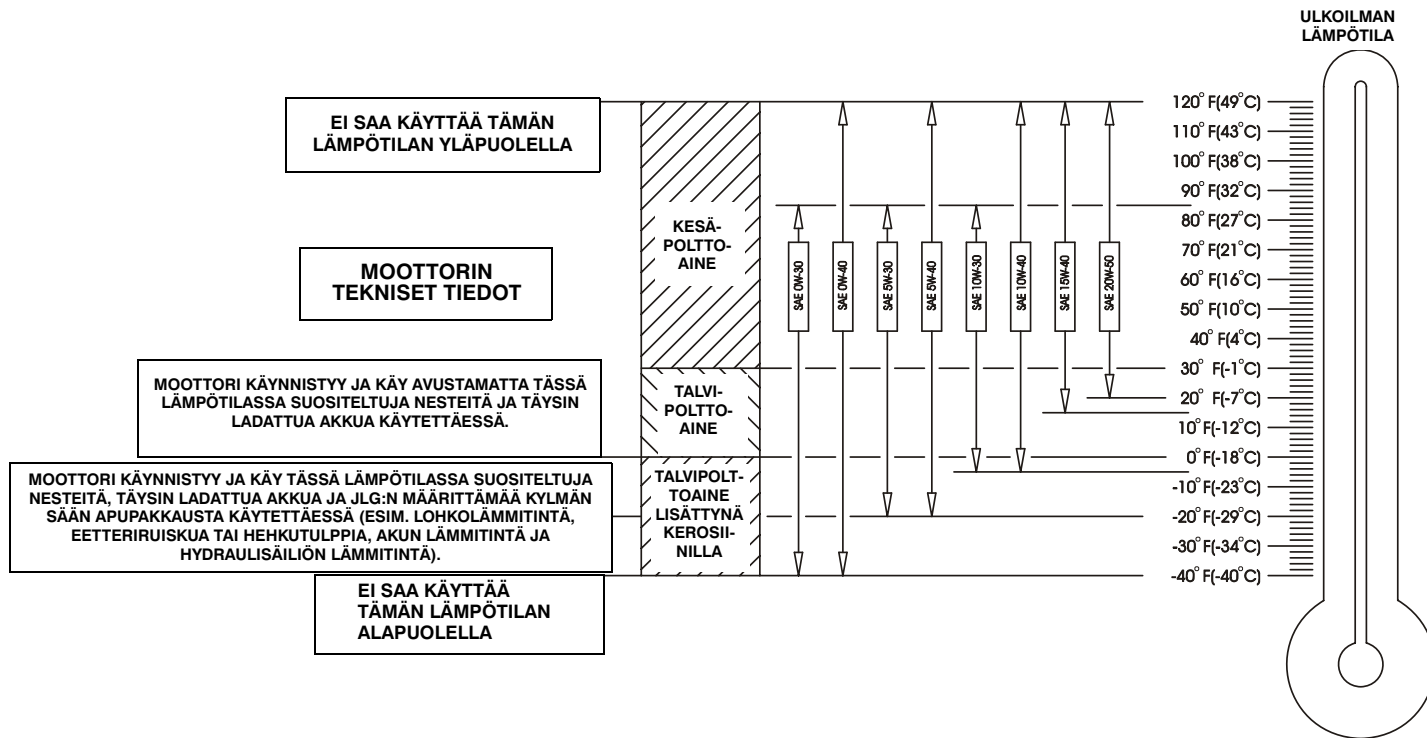 ULKOILMAN
LÄMPÖTILA
EI SAA KÄYTTÄÄ TÄMÄN
LÄMPÖTILAN YLÄPUOLELLA
MOOTTORIN
TEKNISET TIEDOT
MOOTTORI KÄYNNISTYY JA KÄY AVUSTAMATTA TÄSSÄ
LÄMPÖTILASSA SUOSITELTUJA NESTEITÄ JA TÄYSIN
LADATTUA AKKUA KÄYTETTÄESSÄ.
MOOTTORI KÄYNNISTYY JA KÄY TÄSSÄ LÄMPÖTILASSA SUOSITELTUJA
NESTEITÄ, TÄYSIN LADATTUA AKKUA JA JLG:N MÄÄRITTÄMÄÄ KYLMÄN
SÄÄN APUPAKKAUSTA KÄYTETTÄESSÄ (ESIM. LOHKOLÄMMITINTÄ,
EETTERIRUISKUA TAI HEHKUTULPPIA, AKUN LÄMMITINTÄ JA
HYDRAULISÄILIÖN LÄMMITINTÄ).
EI SAA KÄYTTÄÄ
TÄMÄN LÄMPÖTILAN
ALAPUOLELLA
KESÄ-
POLTTO-
AINE
TALVI-
POLTTO-
AINE
TALVIPOLT-
TOAINE
LISÄTTYNÄ
KEROSII-
NILLA
SAE 0W-30
SAE 0W-40
SAE 5W-30
SAE 5W-40
SAE 10W-30
SAE 10W-40
SAE 15W-40
SAE 20W-50
120° F(49°C)
110° F(43°C)
100° F(38°C)
90° F(32°C)
80° F(27°C)
70° F(21°C)
60° F(16°C)
50° F(10°C)
40° F(4°C)
30° F(-1°C)
20° F(-7°C)
10° F(-12°C)
0° F(-18°C)
-10° F(-23°C)
-20° F(-29°C)
-30° F(-34°C)
-40° F(-40°C)